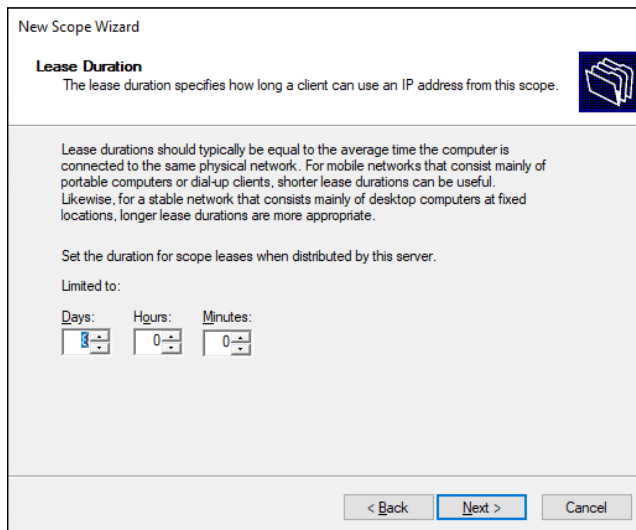 New Scope Wizard
Lease Duration
The lease duration specifies how long a client can use an IP address from this scope.
Lease durations should typically be equal to the average time the computer is
connected to the same physical network. For mobile networks that consist mainly of
portable computers or dial-up clients, shorter lease durations can be useful.
Likewise, for a stable network that consists mainly of desktop computers at fixed
locations, longer lease durations are more appropriate.
Set the duration for scope leases when distributed by this server.
Limited to:
Days: Hours: Minutes:
0 0
< Back Next > Cancel